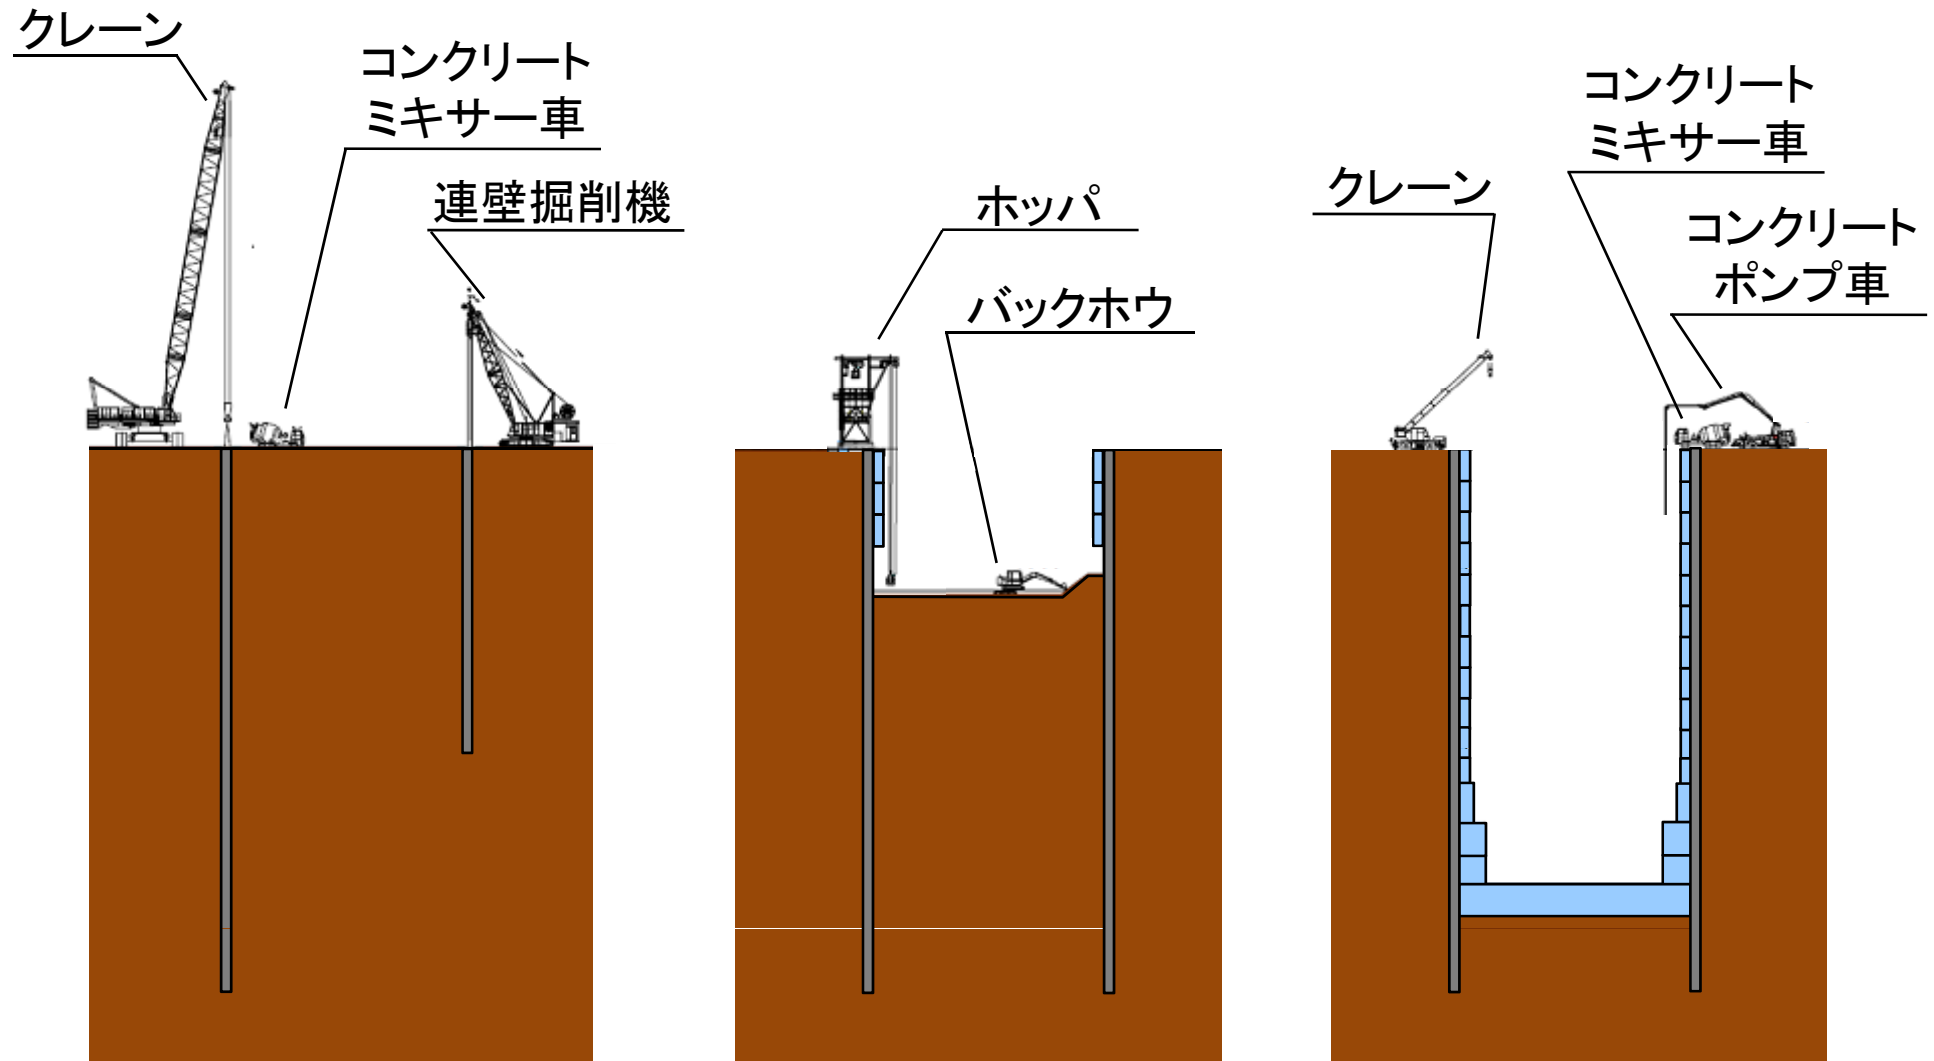 クレーン
コンクリート
ミキサー車
連壁掘削機
ホッパ
バックホウ
クレーン
コンクリート
ミキサー車
コンクリート
ポンプ車